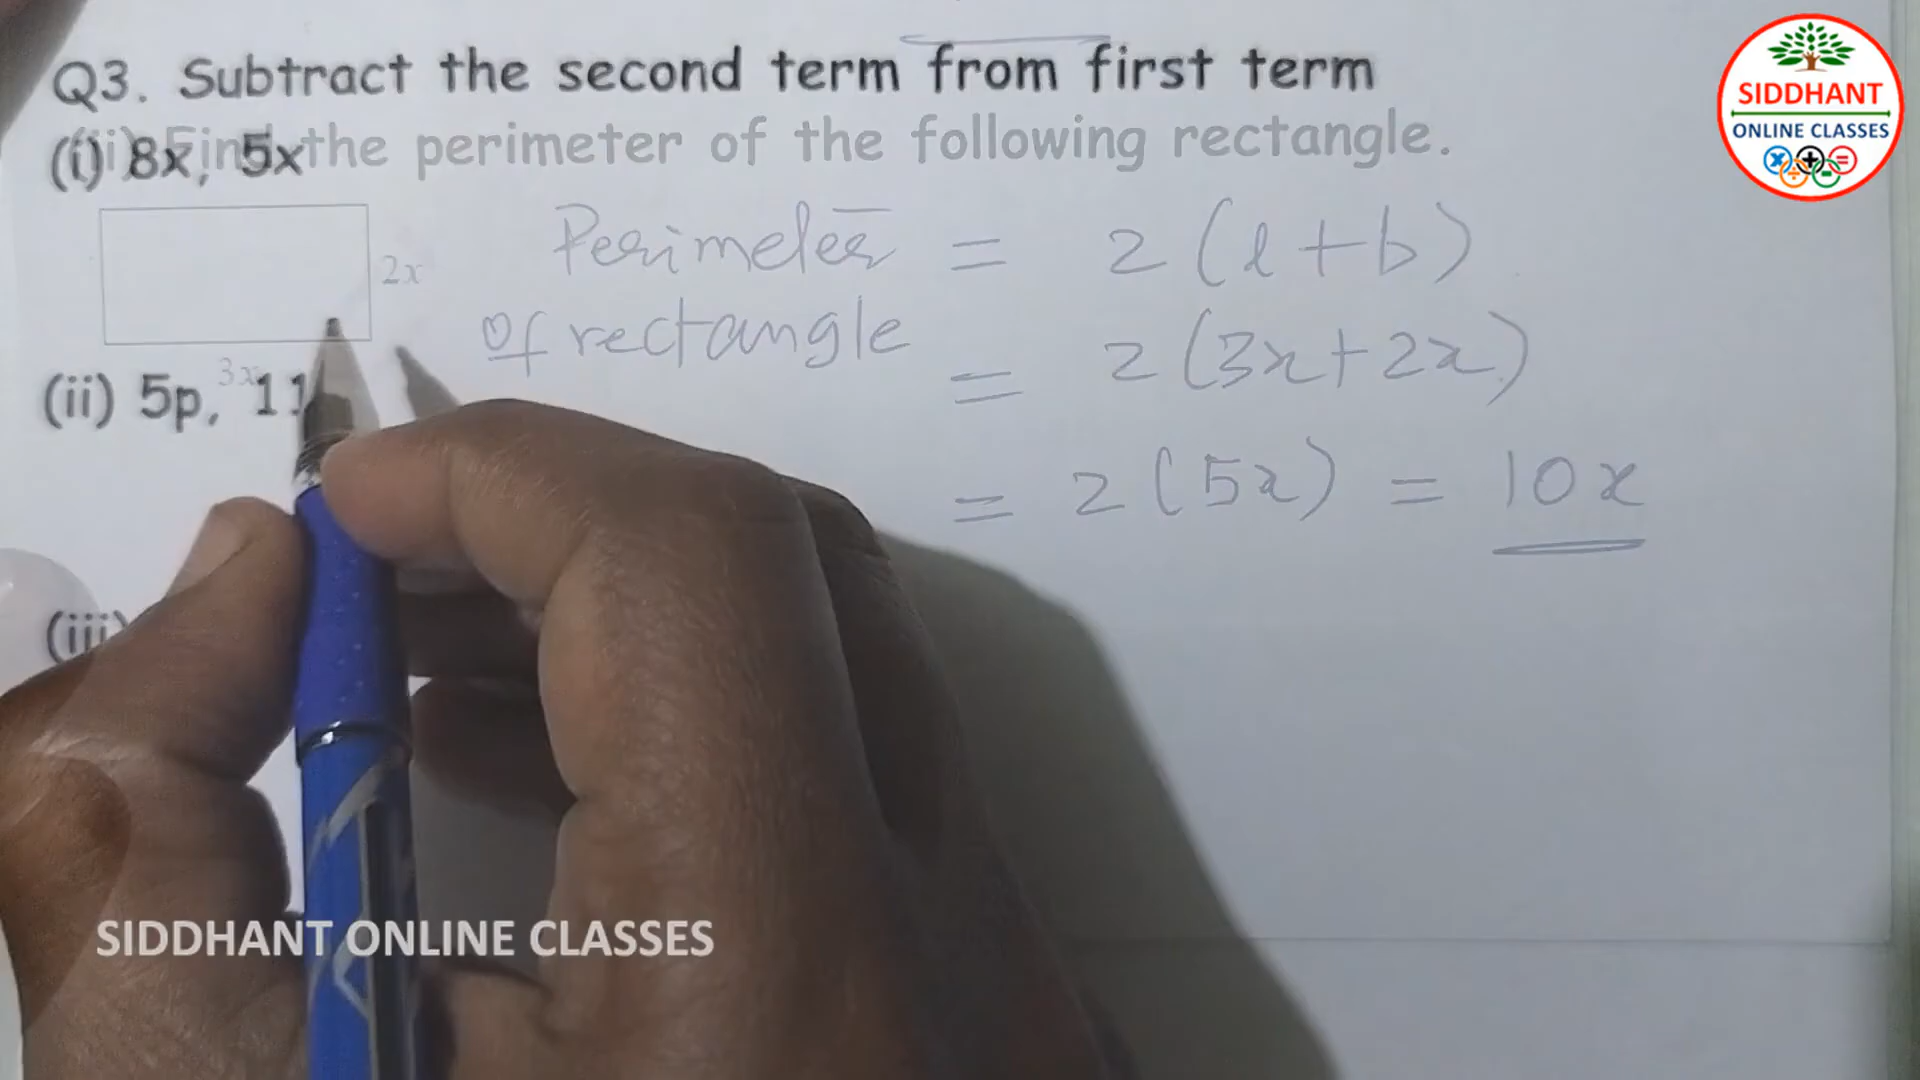 Q3. Subtract the second term from first term
(ii) Find the perimeter of the following rectangle.
(i) 8x, 5x
2x
3x
Perimeter = 2(l+b)
of rectangle
= 2(3x+2x)
= 2(5x) = 10x
(ii) 5p, 11
(iii)
SIDDHANT
ONLINE CLASSES
SIDDHANT ONLINE CLASSES